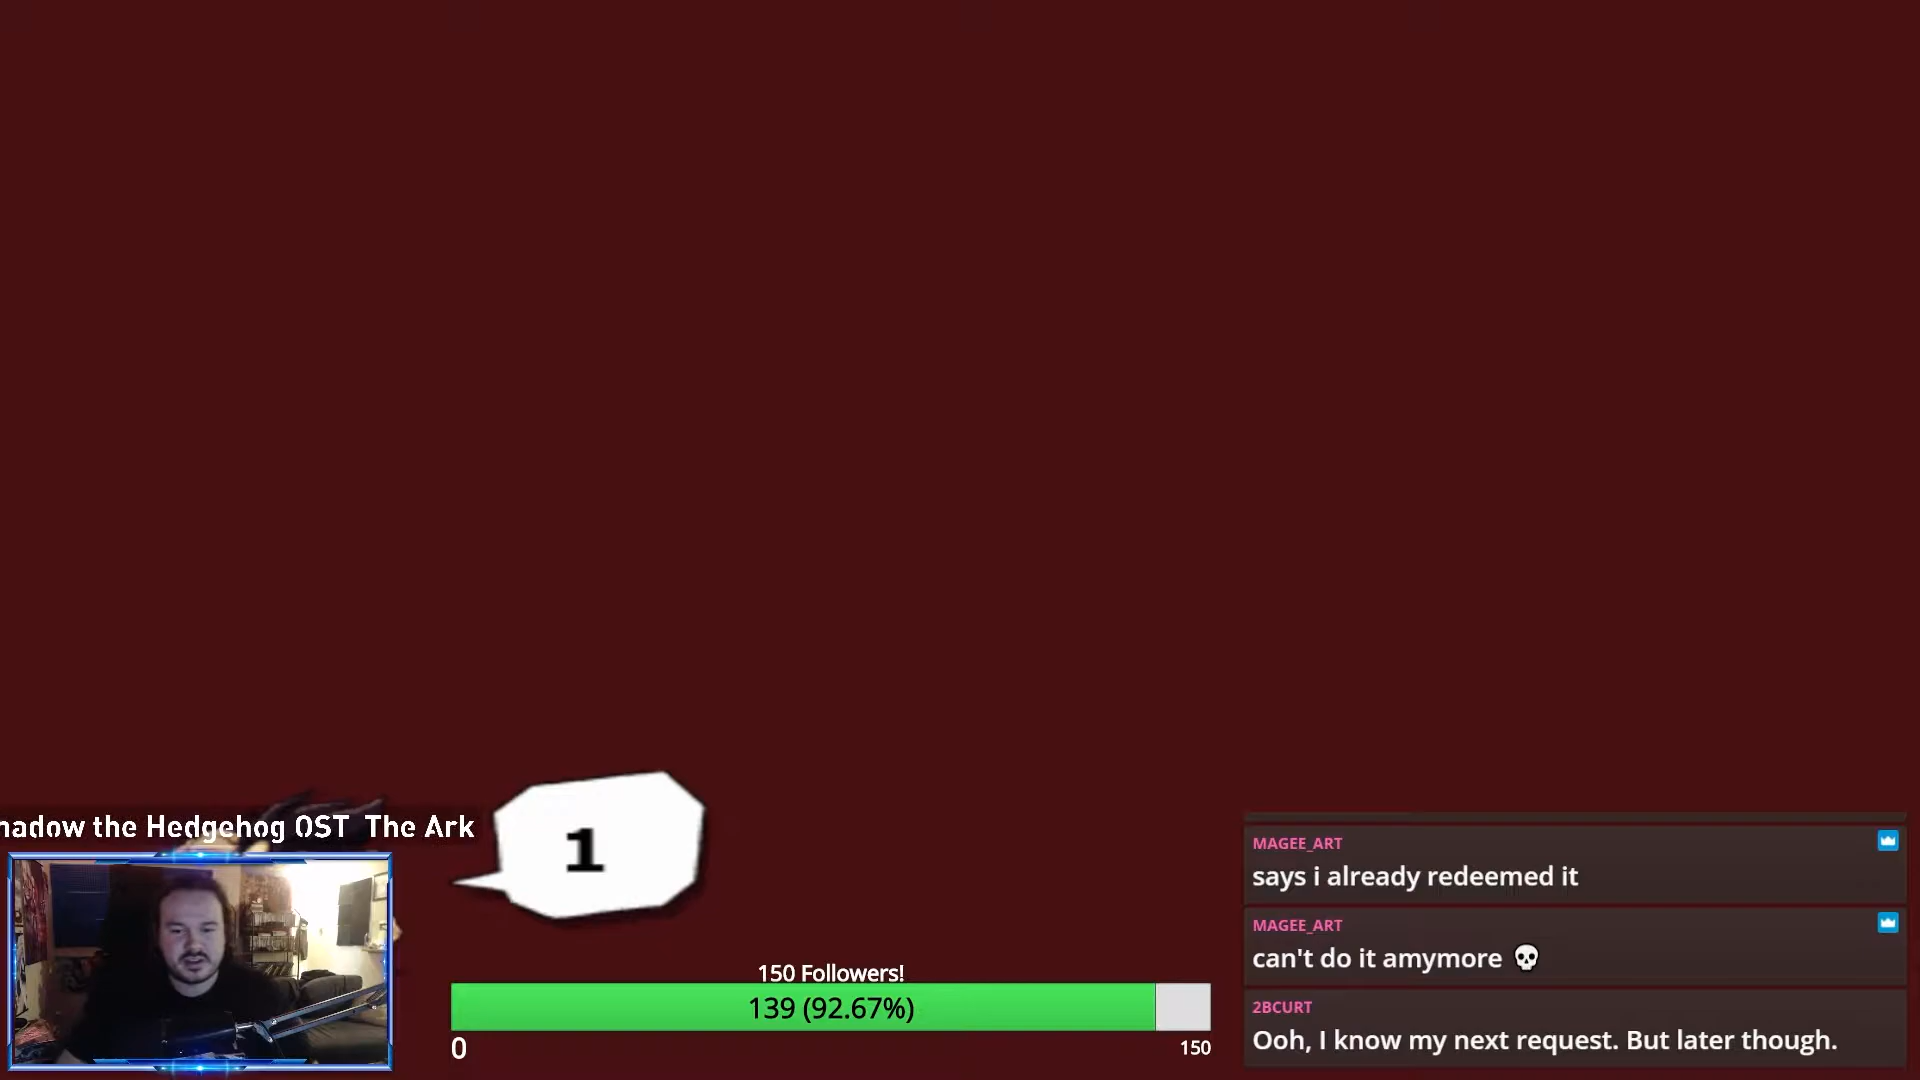 hadow the Hedgehog OST The Ark
1
150 Followers!
139 (92.67%)
0
150
MAGEE_ART
says i already redeemed it
MAGEE_ART
can't do it amymore 💀
2BCURT
Ooh, I know my next request. But later though.